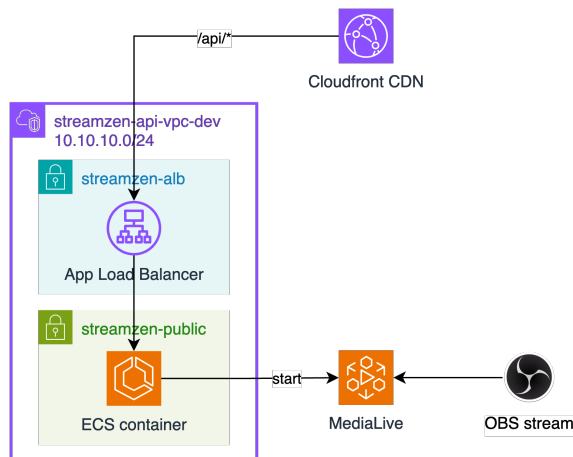 /api/*
Cloudfront CDN
streamzen-api-vpc-dev
10.10.10.0/24
streamzen-alb
App Load Balancer
streamzen-public
start
ECS container
MediaLive
OBS stream